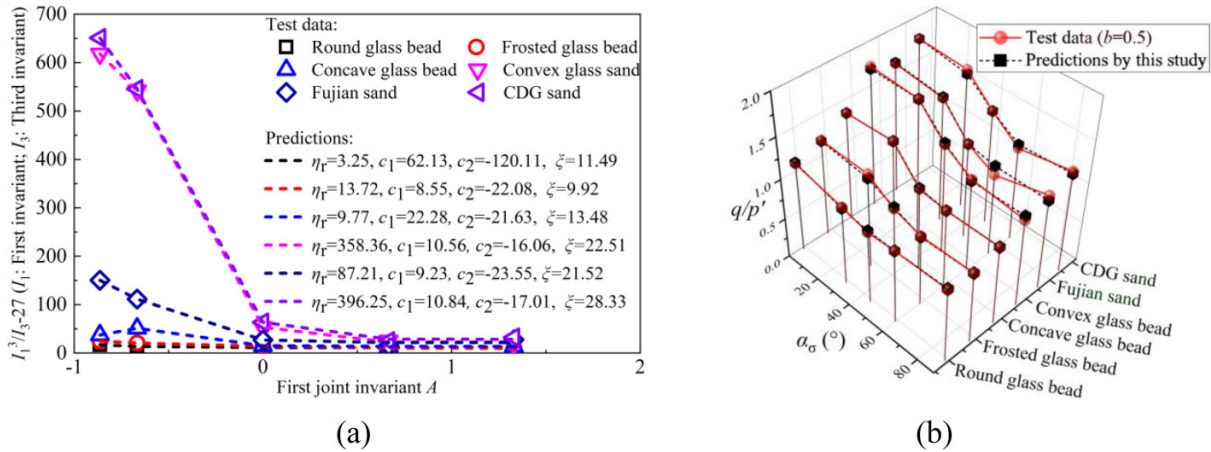 700
600
500
400
300
200
100
0
-1
0
1
2
I₁³/I₃-27 (I₁: First invariant; I₃: Third invariant)
First joint invariant A
Test data:
Round glass bead
Frosted glass bead
Concave glass bead
Convex glass sand
Fujian sand
CDG sand
Predictions:
ηr=3.25, c₁=62.13, c₂=-120.11, ξ=11.49
ηr=13.72, c₁=8.55, c₂=-22.08, ξ=9.92
ηr=9.77, c₁=22.28, c₂=-21.63, ξ=13.48
ηr=358.36, c₁=10.56, c₂=-16.06, ξ=22.51
ηr=87.21, c₁=9.23, c₂=-23.55, ξ=21.52
ηr=396.25, c₁=10.84, c₂=-17.01, ξ=28.33
(a)
Test data (b=0.5)
Predictions by this study
2.0
1.5
1.0
0.5
0.0
q/p'
20
40
60
80
ασ (°)
CDG sand
Fujian sand
Convex glass bead
Concave glass bead
Frosted glass bead
Round glass bead
(b)